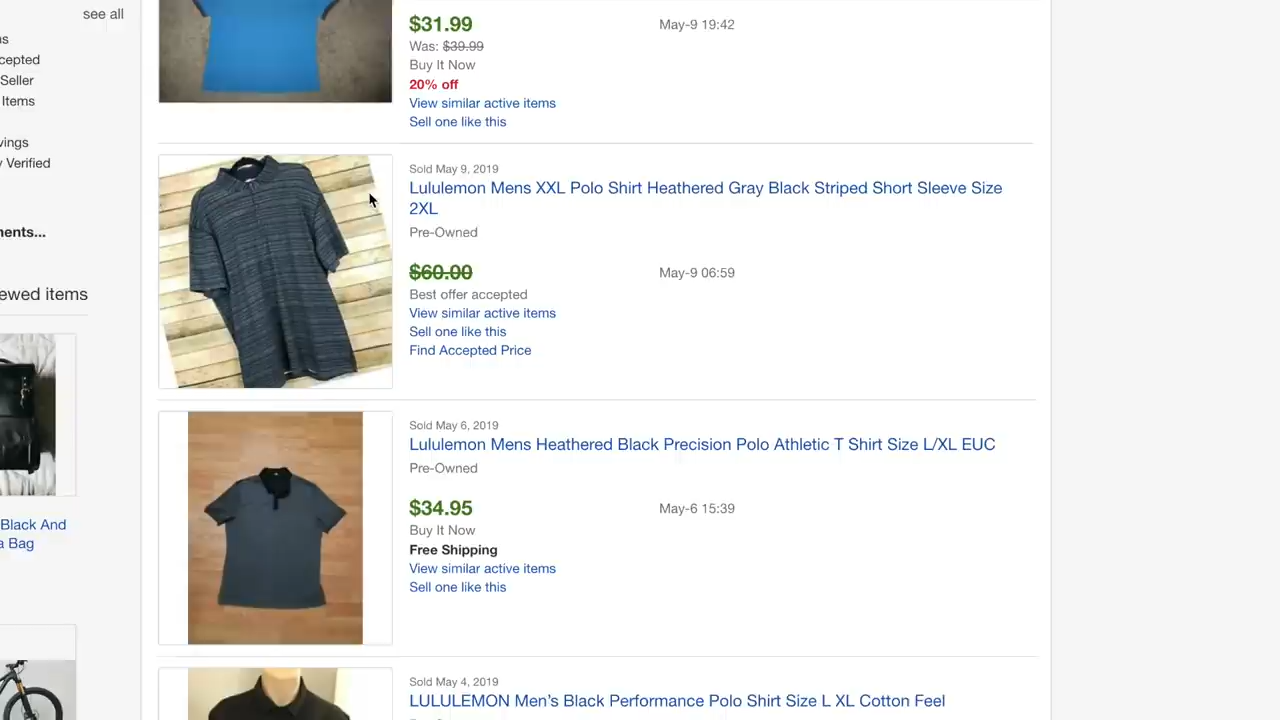 see all
$31.99
May-9 19:42
Was: $39.99
Buy It Now
20% off
View similar active items
Sell one like this
Seller
Items
Verified
Sold May 9, 2019
Lululemon Mens XXL Polo Shirt Heathered Gray Black Striped Short Sleeve Size
2XL
Pre-Owned
$60.00
May-9 06:59
Best offer accepted
View similar active items
Sell one like this
Find Accepted Price
items
Sold May 6, 2019
Lululemon Mens Heathered Black Precision Polo Athletic T Shirt Size L/XL EUC
Pre-Owned
$34.95
May-6 15:39
Buy It Now
Free Shipping
View similar active items
Sell one like this
Black And
Bag
Sold May 4, 2019
LULULEMON Men's Black Performance Polo Shirt Size L XL Cotton Feel